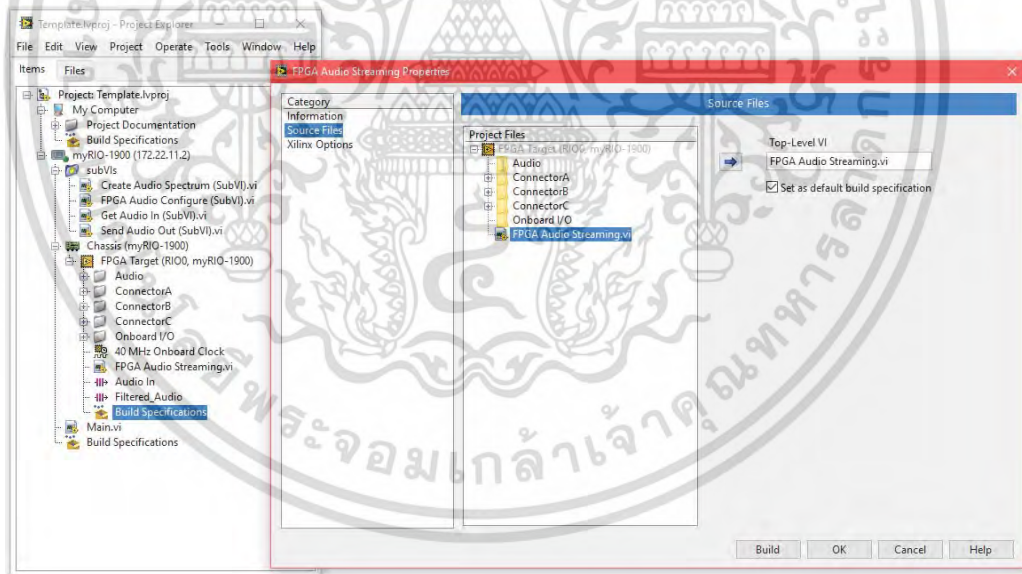 Template.lvproj - Project Explorer
File Edit View Project Operate Tools Window Help
Items Files
Project: Template.lvproj
My Computer
Project Documentation
Build Specifications
myRIO-1900 (172.22.11.2)
subVIs
Create Audio Spectrum (SubVI).vi
FPGA Audio Configure (SubVI).vi
Get Audio In (SubVI).vi
Send Audio Out (SubVI).vi
Chassis (myRIO-1900)
FPGA Target (RIO0, myRIO-1900)
Audio
ConnectorA
ConnectorB
ConnectorC
Onboard I/O
40 MHz Onboard Clock
FPGA Audio Streaming.vi
Audio In
Filtered_Audio
Build Specifications
Main.vi
Build Specifications
FPGA Audio Streaming Properties
Category
Information
Source Files
Xilinx Options
Source Files
Project Files
FPGA Target (RIO0, myRIO-1900)
Audio
ConnectorA
ConnectorB
ConnectorC
Onboard I/O
FPGA Audio Streaming.vi
Top-Level VI
FPGA Audio Streaming.vi
Set as default build specification
Build OK Cancel Help